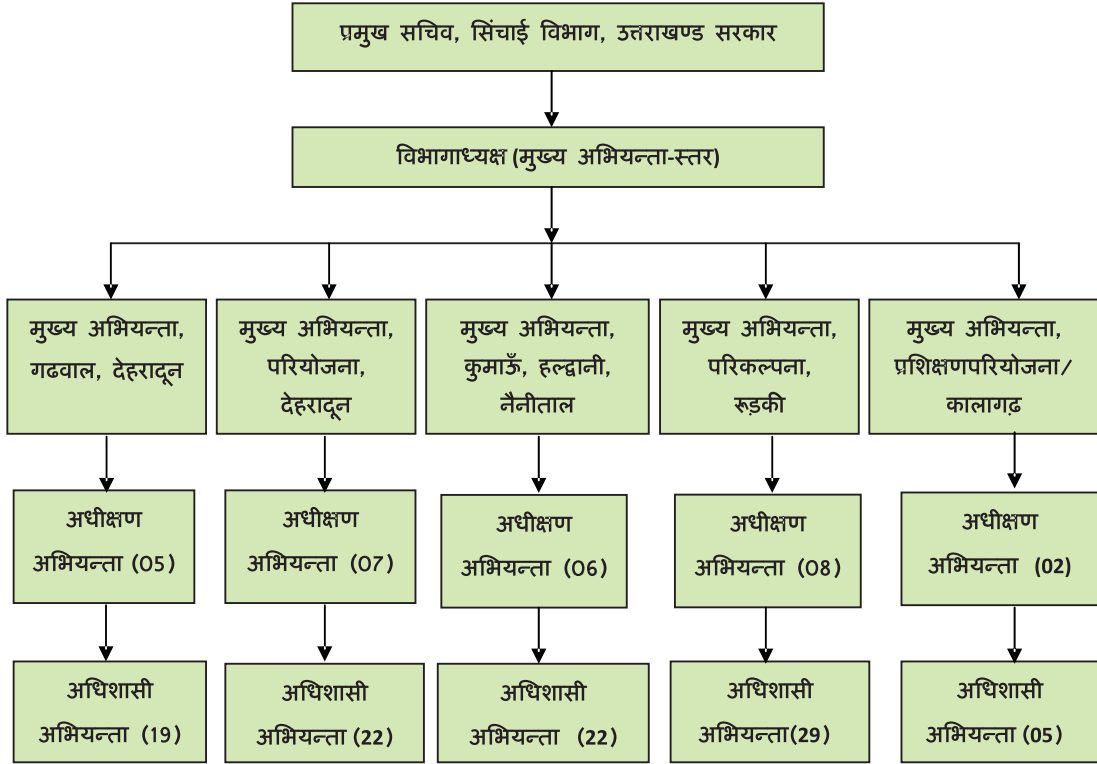 प्रमुख सचिव, सिंचाई विभाग, उत्तराखण्ड सरकार
विभागाध्यक्ष (मुख्य अभियन्ता-स्तर)
मुख्य अभियन्ता,
गढवाल, देहरादून
मुख्य अभियन्ता,
परियोजना,
देहरादून
मुख्य अभियन्ता,
कुमाऊँ, हल्द्वानी,
नैनीताल
मुख्य अभियन्ता,
परिकल्पना,
रूड़की
मुख्य अभियन्ता,
प्रशिक्षणपरियोजना/
कालागढ़
अधीक्षण
अभियन्ता (05)
अधीक्षण
अभियन्ता (07)
अधीक्षण
अभियन्ता (06)
अधीक्षण
अभियन्ता (08)
अधीक्षण
अभियन्ता (02)
अधिशासी
अभियन्ता (19)
अधिशासी
अभियन्ता (22)
अधिशासी
अभियन्ता (22)
अधिशासी
अभियन्ता(29)
अधिशासी
अभियन्ता (05)